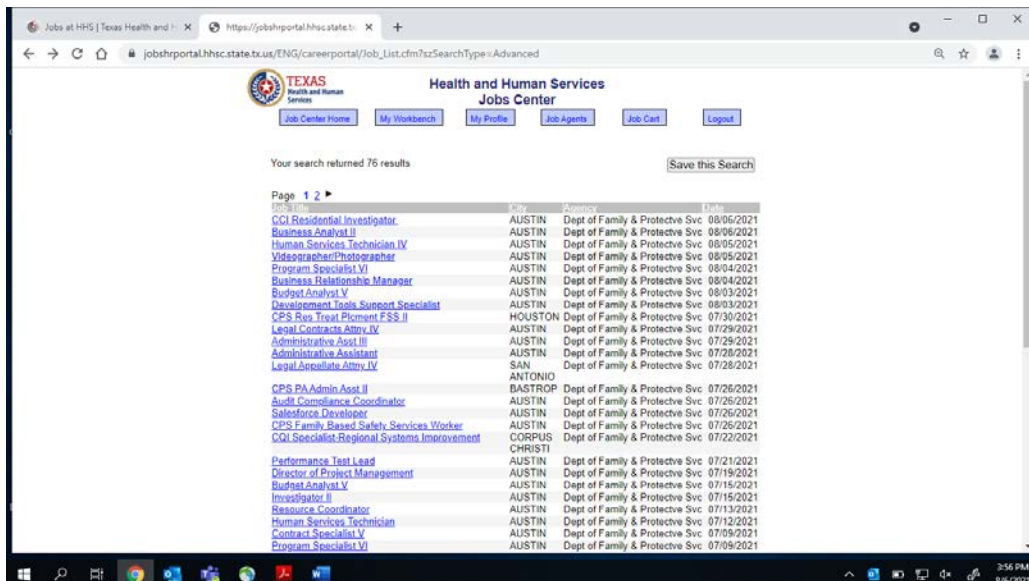 Jobs at HHS | Texas Health and H
https://jobshrportal.hhsc.state.t
jobshrportal.hhsc.state.tx.us/ENG/careerportal/Job_List.cfm?szSearchType=Advanced
TEXAS
Health and Human
Services
Health and Human Services
Jobs Center
Job Center Home My Workbench My Profile Job Agents Job Cart Logout
Your search returned 76 results
Save this Search
Page 1 2
Job Title City Agency Date
CCI Residential Investigator AUSTIN Dept of Family & Protectve Svc 08/06/2021
Business Analyst II AUSTIN Dept of Family & Protectve Svc 08/06/2021
Human Services Technician IV AUSTIN Dept of Family & Protectve Svc 08/05/2021
Videographer/Photographer AUSTIN Dept of Family & Protectve Svc 08/05/2021
Program Specialist VI AUSTIN Dept of Family & Protectve Svc 08/04/2021
Business Relationship Manager AUSTIN Dept of Family & Protectve Svc 08/04/2021
Budget Analyst V AUSTIN Dept of Family & Protectve Svc 08/03/2021
Development Tools Support Specialist AUSTIN Dept of Family & Protectve Svc 08/03/2021
CPS Res Treat Plcment FSS II HOUSTON Dept of Family & Protectve Svc 07/30/2021
Legal Contracts Attny IV AUSTIN Dept of Family & Protectve Svc 07/29/2021
Administrative Asst III AUSTIN Dept of Family & Protectve Svc 07/29/2021
Administrative Assistant AUSTIN Dept of Family & Protectve Svc 07/28/2021
Legal Appellate Attny IV SAN Dept of Family & Protectve Svc 07/28/2021
ANTONIO
CPS PA Admin Asst II BASTROP Dept of Family & Protectve Svc 07/26/2021
Audit Compliance Coordinator AUSTIN Dept of Family & Protectve Svc 07/26/2021
Salesforce Developer AUSTIN Dept of Family & Protectve Svc 07/26/2021
CPS Family Based Safety Services Worker AUSTIN Dept of Family & Protectve Svc 07/26/2021
CQI Specialist-Regional Systems Improvement CORPUS Dept of Family & Protectve Svc 07/22/2021
CHRISTI
Performance Test Lead AUSTIN Dept of Family & Protectve Svc 07/21/2021
Director of Project Management AUSTIN Dept of Family & Protectve Svc 07/19/2021
Budget Analyst V AUSTIN Dept of Family & Protectve Svc 07/15/2021
Investigator II AUSTIN Dept of Family & Protectve Svc 07/15/2021
Resource Coordinator AUSTIN Dept of Family & Protectve Svc 07/13/2021
Human Services Technician AUSTIN Dept of Family & Protectve Svc 07/12/2021
Contract Specialist V AUSTIN Dept of Family & Protectve Svc 07/09/2021
Program Specialist VI AUSTIN Dept of Family & Protectve Svc 07/09/2021
3:56 PM